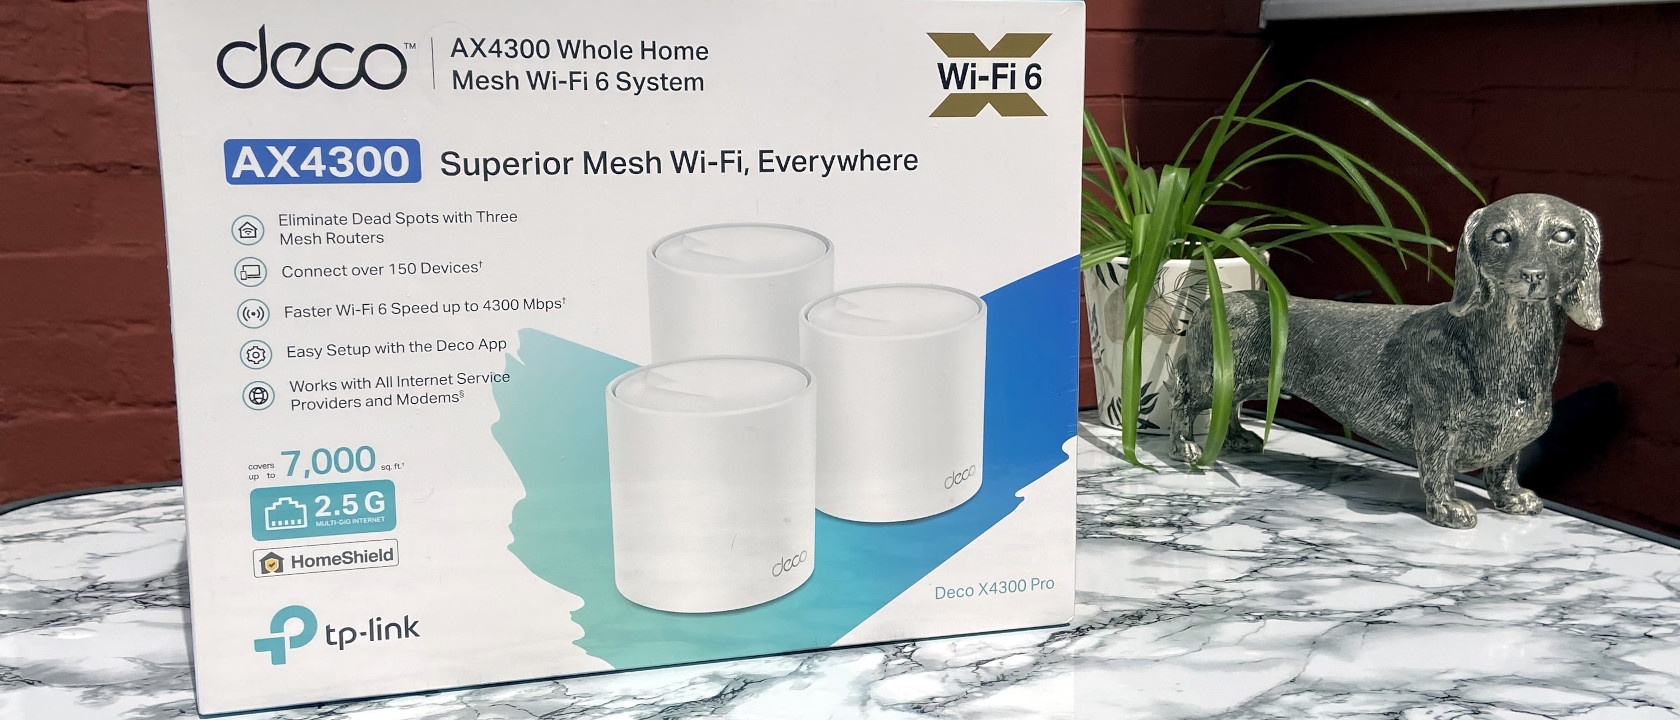 deco™
AX4300 Whole Home
Mesh Wi-Fi 6 System
Wi-Fi 6
AX4300
Superior Mesh Wi-Fi, Everywhere
Eliminate Dead Spots with Three
Mesh Routers
Connect over 150 Devices†
Faster Wi-Fi 6 Speed up to 4300 Mbps†
Easy Setup with the Deco App
Works with All Internet Service
Providers and Modems§
covers
up to
7,000 sq. ft.†
2.5 G
MULTI-GIG INTERNET
HomeShield
tp-link
deco
deco
Deco X4300 Pro